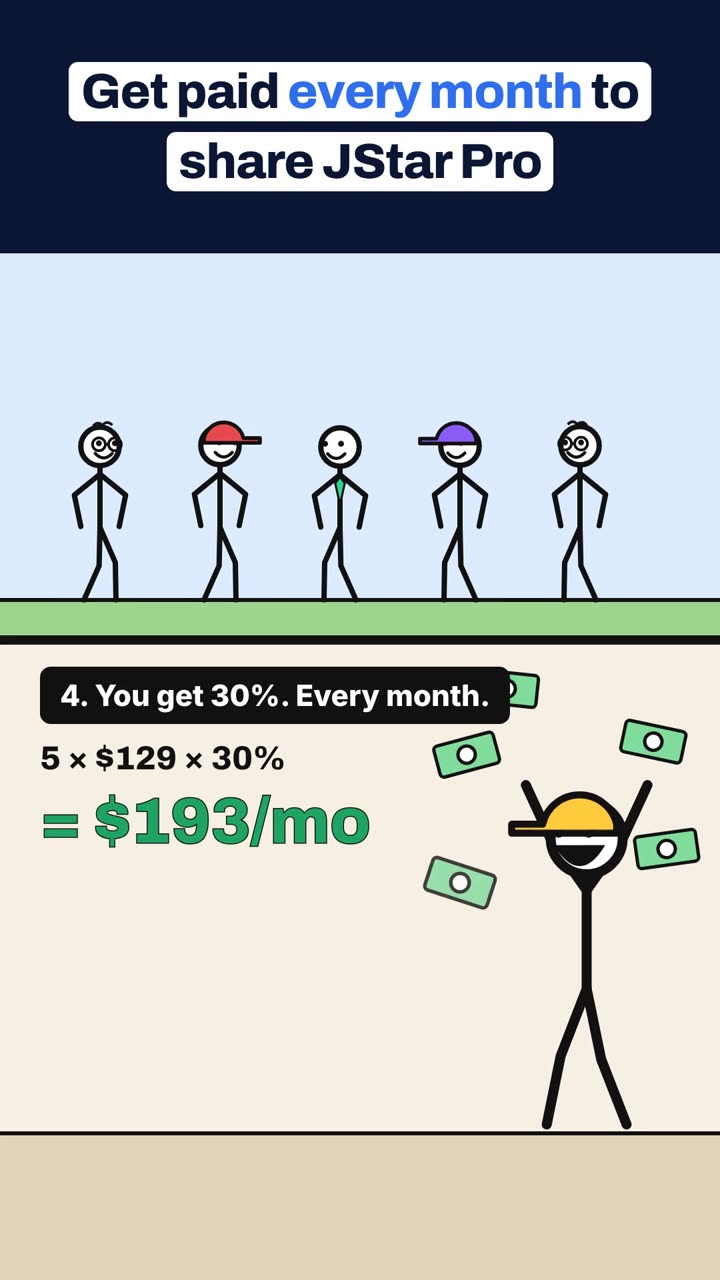 Get paid every month to
share JStar Pro
4. You get 30%. Every month.
5 × $129 × 30%
= $193/mo